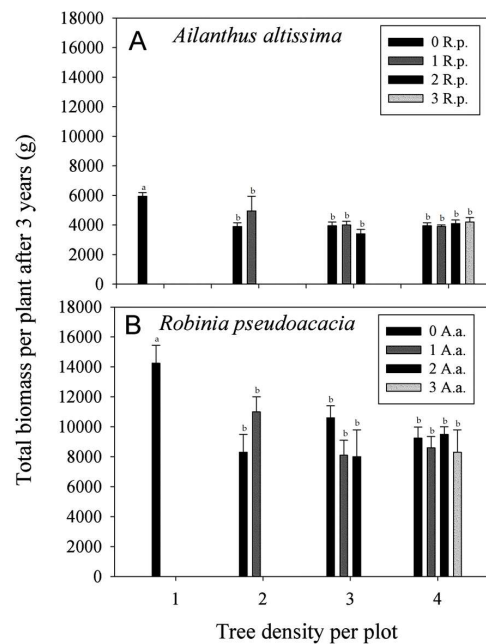 A Ailanthus altissima
0 R.p.
1 R.p.
2 R.p.
3 R.p.
18000
16000
14000
12000
10000
8000
6000
4000
2000
0
a
b b
b b b
b b b b
Total biomass per plant after 3 years (g)
B Robinia pseudoacacia
0 A.a.
1 A.a.
2 A.a.
3 A.a.
18000
16000
14000
12000
10000
8000
6000
4000
2000
0
a
b b
b b b
b b b b
1 2 3 4
Tree density per plot